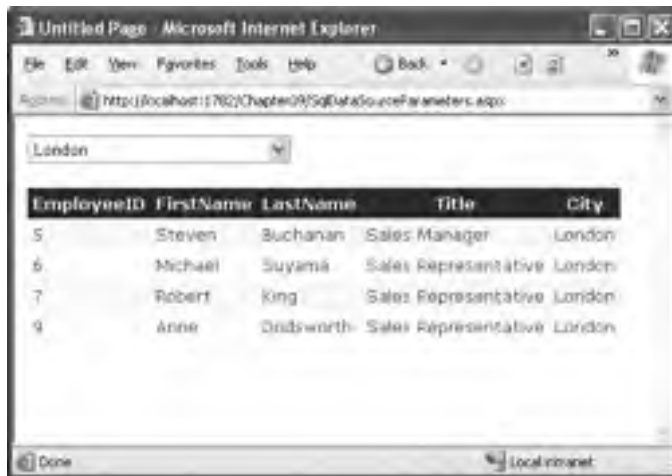 Untitled Page - Microsoft Internet Explorer
File Edit View Favorites Tools Help Back »
Address http://localhost:1782/Chapter09/SqlDataSourceParameters.aspx
London
EmployeeID FirstName LastName Title City
5 Steven Buchanan Sales Manager London
6 Michael Suyama Sales Representative London
7 Robert King Sales Representative London
9 Anne Dodsworth Sales Representative London
Done Local intranet